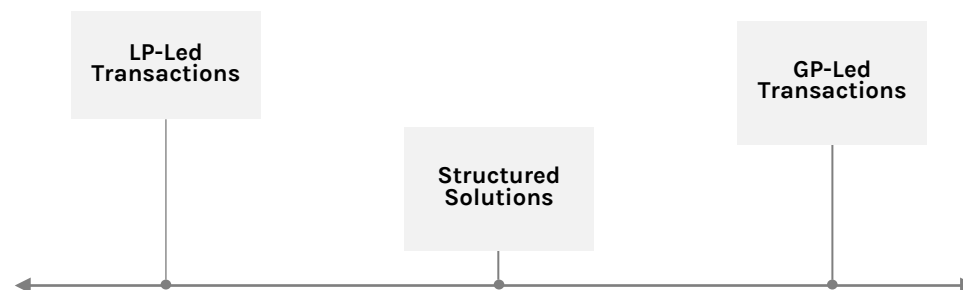 LP-Led
Transactions
Structured
Solutions
GP-Led
Transactions